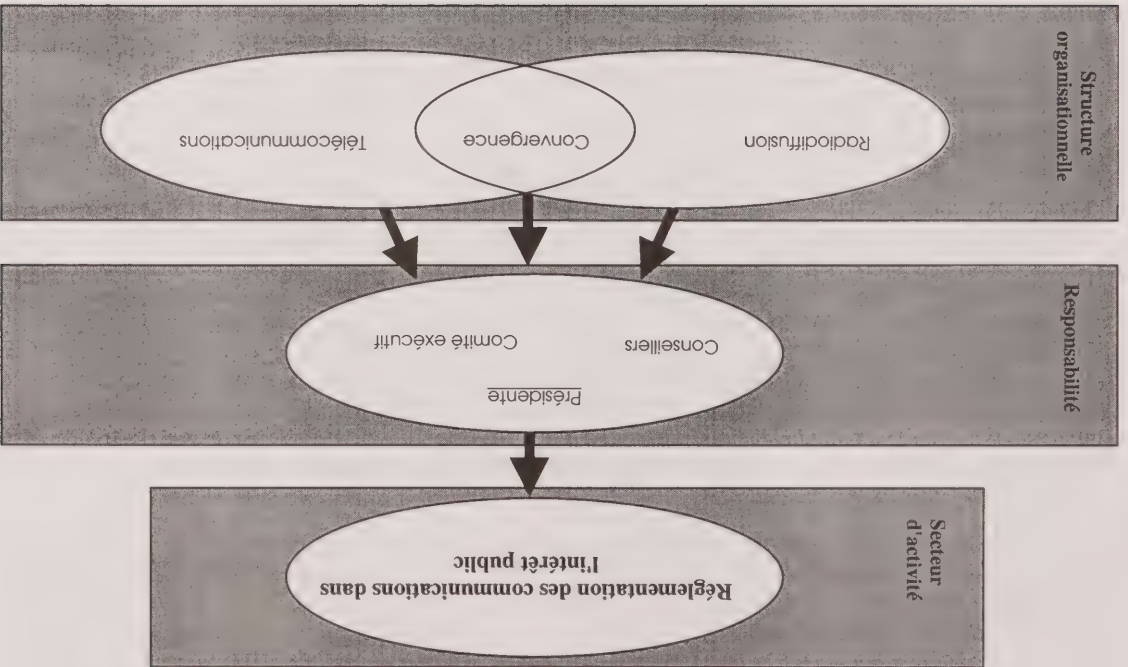 Secteur
d'activité
Réglementation des communications dans
l'intérêt public
Responsabilité
Présidente
Conseillers
Comité exécutif
Structure
organisationnelle
Radiodiffusion
Convergence
Télécommunications